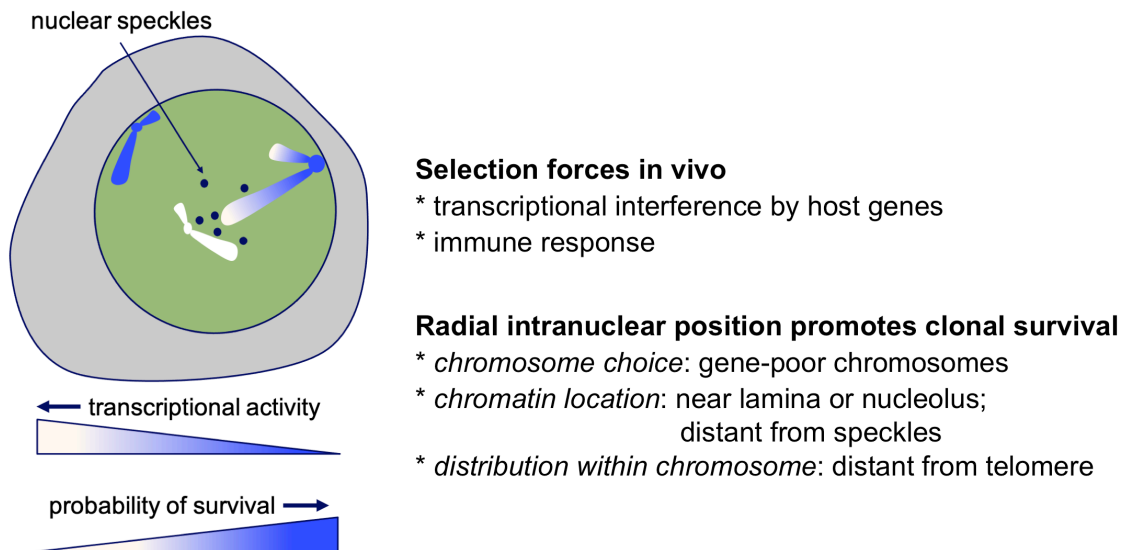 nuclear speckles
Selection forces in vivo
* transcriptional interference by host genes
* immune response
Radial intranuclear position promotes clonal survival
* chromosome choice: gene-poor chromosomes
* chromatin location: near lamina or nucleolus;
distant from speckles
* distribution within chromosome: distant from telomere
transcriptional activity
probability of survival